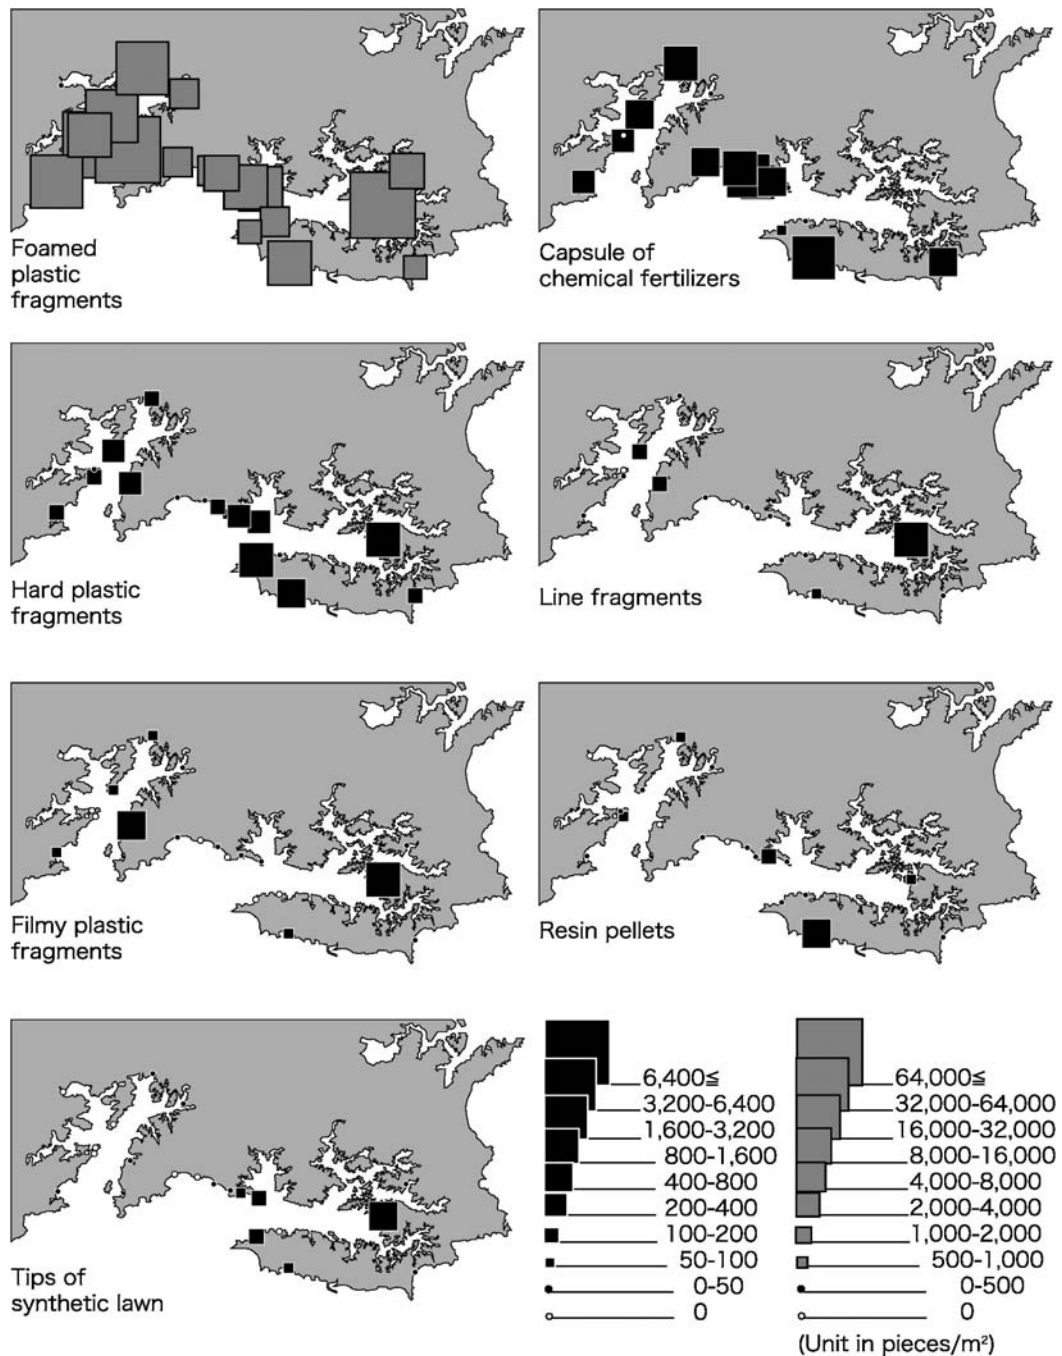 Foamed
plastic
fragments
Capsule of
chemical fertilizers
Hard plastic
fragments
Line fragments
Filmy plastic
fragments
Resin pellets
Tips of
synthetic lawn
6,400≦
3,200-6,400
1,600-3,200
800-1,600
400-800
200-400
100-200
50-100
0-50
0
64,000≦
32,000-64,000
16,000-32,000
8,000-16,000
4,000-8,000
2,000-4,000
1,000-2,000
500-1,000
0-500
0
(Unit in pieces/m²)